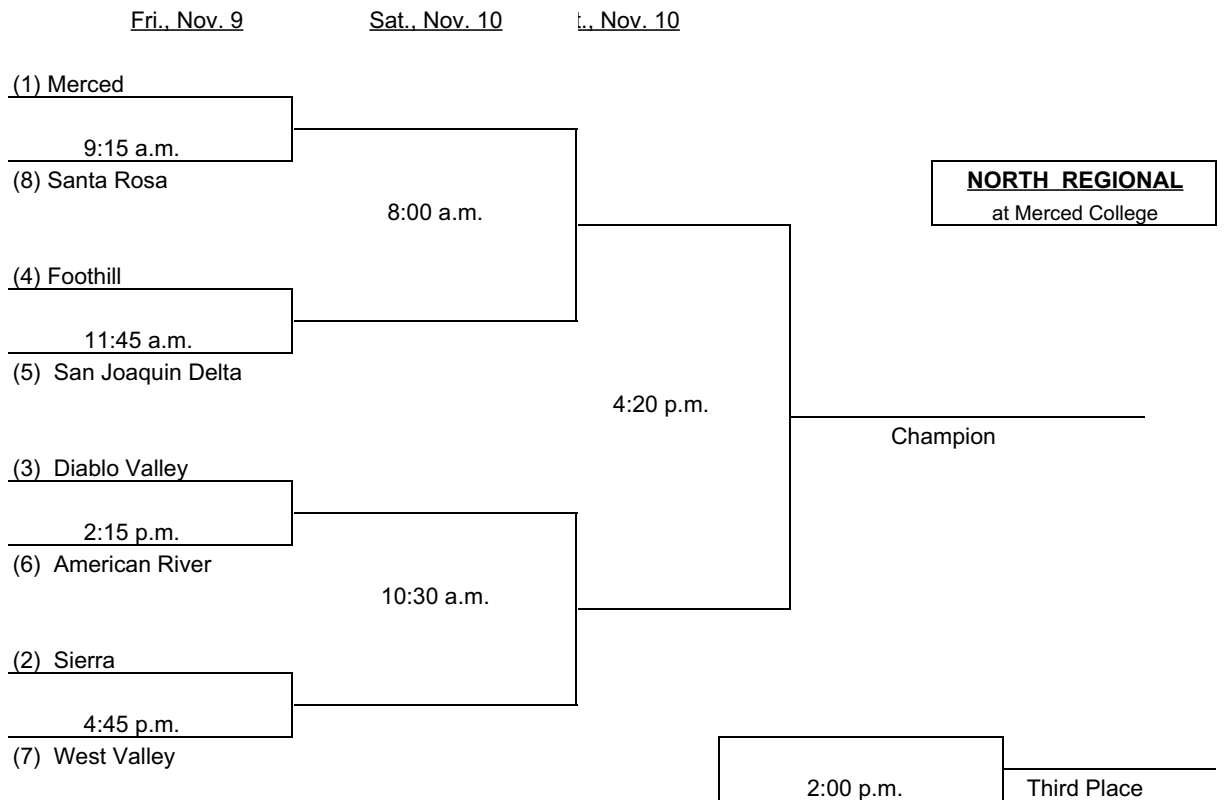 Fri., Nov. 9 Sat., Nov. 10 t., Nov. 10
(1) Merced
9:15 a.m.
(8) Santa Rosa
NORTH REGIONAL
at Merced College
8:00 a.m.
(4) Foothill
11:45 a.m.
(5) San Joaquin Delta
4:20 p.m.
Champion
(3) Diablo Valley
2:15 p.m.
(6) American River
10:30 a.m.
(2) Sierra
4:45 p.m.
(7) West Valley
2:00 p.m. Third Place